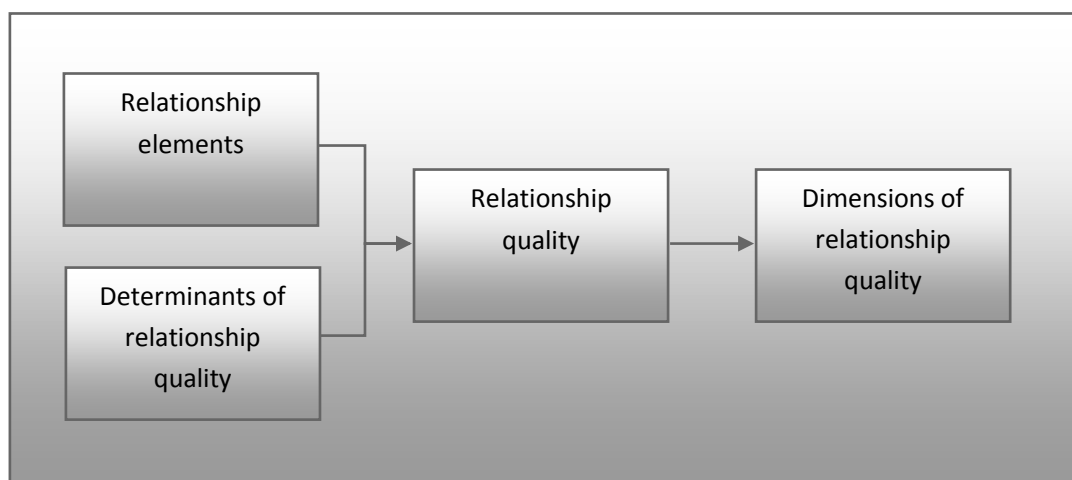 Relationship
elements
Determinants of
relationship
quality
Relationship
quality
Dimensions of
relationship
quality